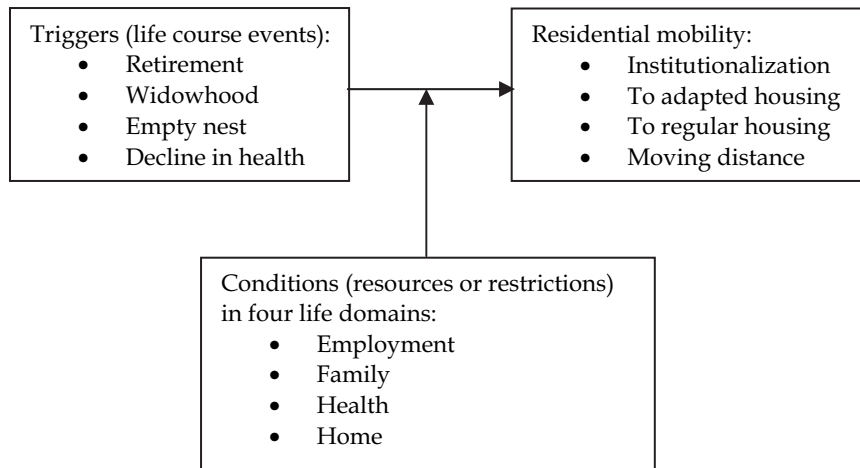 Triggers (life course events):
• Retirement
• Widowhood
• Empty nest
• Decline in health
Residential mobility:
• Institutionalization
• To adapted housing
• To regular housing
• Moving distance
Conditions (resources or restrictions)
in four life domains:
• Employment
• Family
• Health
• Home